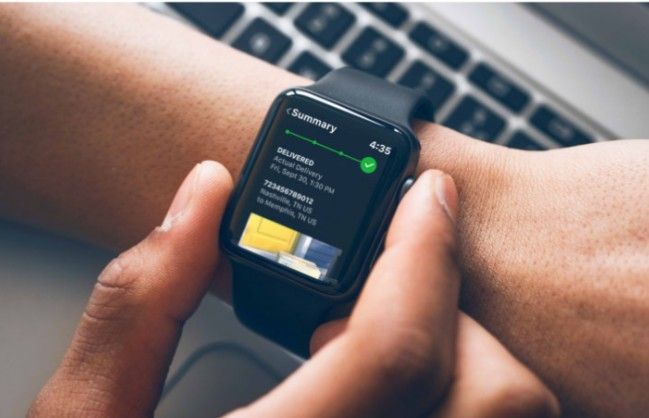 Summary
4:35
DELIVERED
Actual Delivery
Fri, Sept 30, 1:30 PM
723456789012
Nashville, TN US
to Memphis, TN US